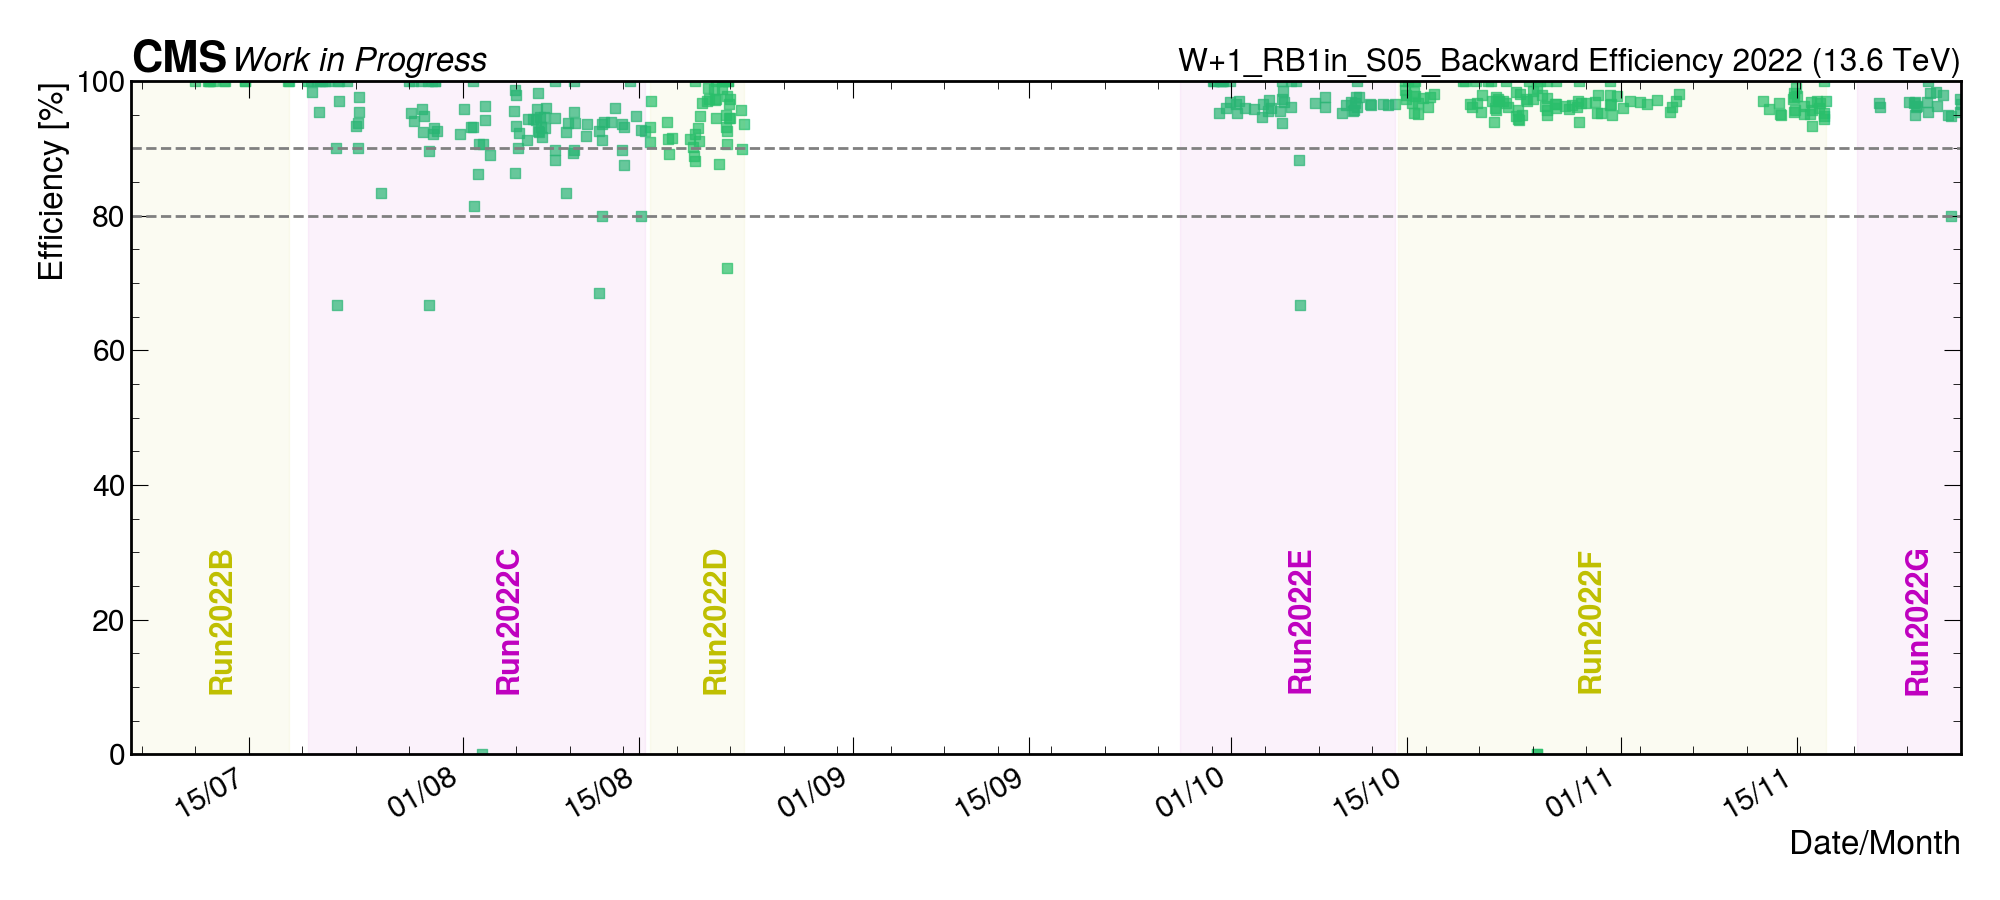 CMS Work in Progress
W+1_RB1in_S05_Backward Efficiency 2022 (13.6 TeV)
Efficiency [%]
100
80
60
40
20
0
Run2022B
Run2022C
Run2022D
Run2022E
Run2022F
Run2022G
15/07
01/08
15/08
01/09
15/09
01/10
15/10
01/11
15/11
Date/Month